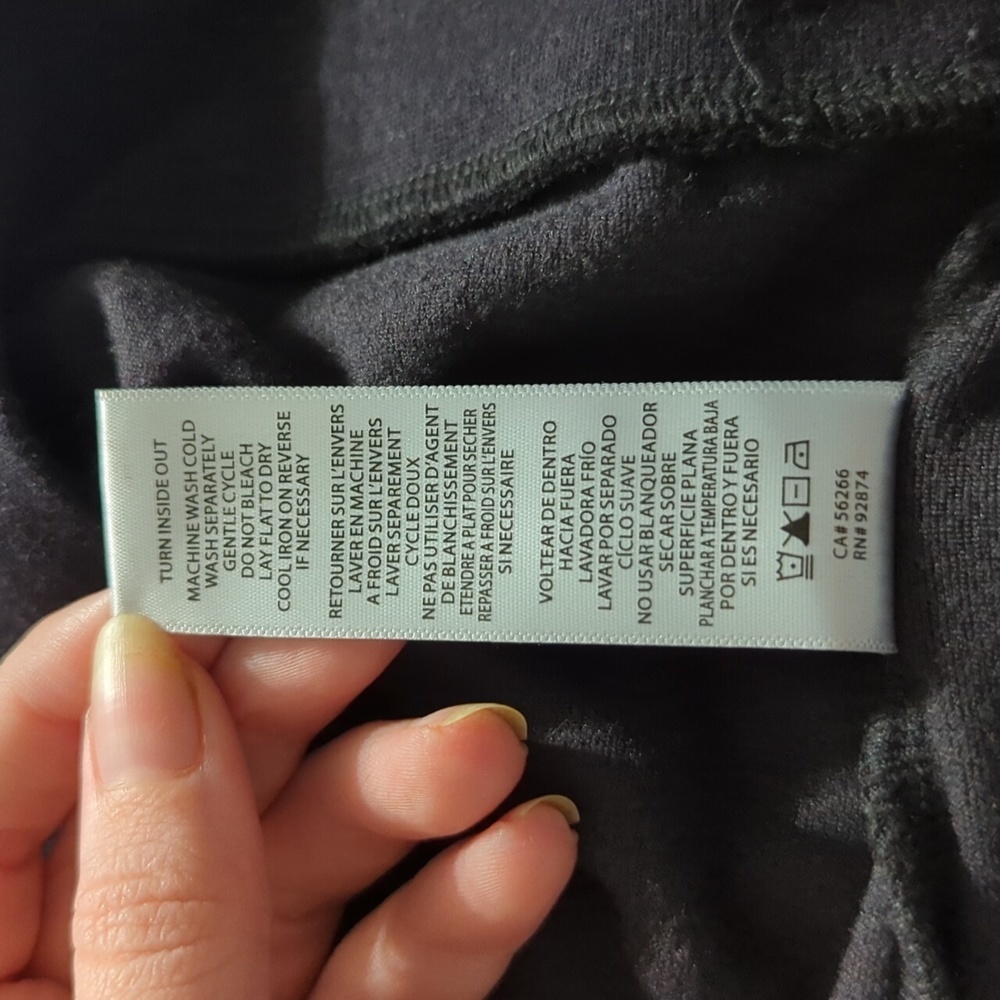 TURN INSIDE OUT
MACHINE WASH COLD
WASH SEPARATELY
GENTLE CYCLE
DO NOT BLEACH
LAY FLAT TO DRY
COOL IRON ON REVERSE
IF NECESSARY
RETOURNER SUR L'ENVERS
LAVER EN MACHINE
A FROID SUR L'ENVERS
LAVER SEPAREMENT
CYCLE DOUX
NE PAS UTILISER D'AGENT
DE BLANCHISSEMENT
ETENDRE A PLAT POUR SECHER
REPASSER A FROID SUR L'ENVERS
SI NECESSAIRE
VOLTEAR DE DENTRO
HACIA FUERA
LAVADORA FRÍO
LAVAR POR SEPARADO
CÍCLO SUAVE
NO USAR BLANQUEADOR
SECAR SOBRE
SUPERFICIE PLANA
PLANCHAR A TEMPERATURA BAJA
POR DENTRO Y FUERA
SI ES NECESARIO
CA# 56266
RN# 92874